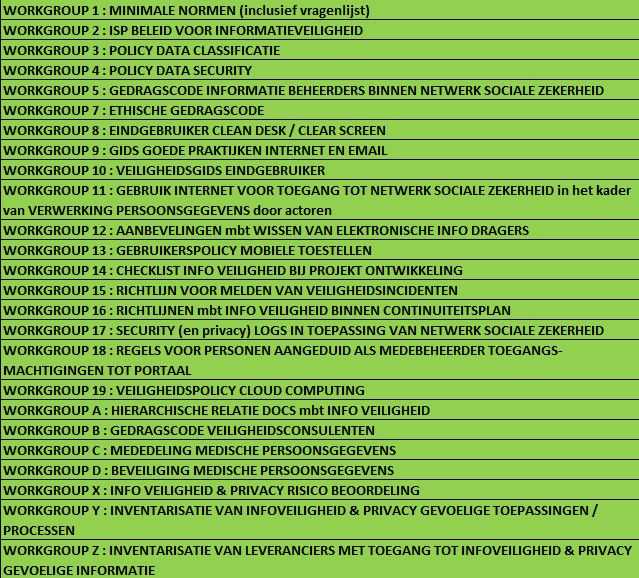 WORKGROUP 1 : MINIMALE NORMEN (inclusief vragenlijst)
WORKGROUP 2 : ISP BELEID VOOR INFORMATIEVEILIGHEID
WORKGROUP 3 : POLICY DATA CLASSIFICATIE
WORKGROUP 4 : POLICY DATA SECURITY
WORKGROUP 5 : GEDRAGSCODE INFORMATIE BEHEERDERS BINNEN NETWERK SOCIALE ZEKERHEID
WORKGROUP 7 : ETHISCHE GEDRAGSCODE
WORKGROUP 8 : EINDGEBRUIKER CLEAN DESK / CLEAR SCREEN
WORKGROUP 9 : GIDS GOEDE PRAKTIJKEN INTERNET EN EMAIL
WORKGROUP 10 : VEILIGHEIDSGIDS EINDGEBRUIKER
WORKGROUP 11 : GEBRUIK INTERNET VOOR TOEGANG TOT NETWERK SOCIALE ZEKERHEID in het kader
van VERWERKING PERSOONSGEGEVENS door actoren
WORKGROUP 12 : AANBEVELINGEN mbt WISSEN VAN ELEKTRONISCHE INFO DRAGERS
WORKGROUP 13 : GEBRUIKERSPOLICY MOBIELE TOESTELLEN
WORKGROUP 14 : CHECKLIST INFO VEILIGHEID BIJ PROJEKT ONTWIKKELING
WORKGROUP 15 : RICHTLIJN VOOR MELDEN VAN VEILIGHEIDSINCIDENTEN
WORKGROUP 16 : RICHTLIJNEN mbt INFO VEILIGHEID BINNEN CONTINUITEITSPLAN
WORKGROUP 17 : SECURITY (en privacy) LOGS IN TOEPASSING VAN NETWERK SOCIALE ZEKERHEID
WORKGROUP 18 : REGELS VOOR PERSONEN AANGEDUID ALS MEDEBEHEERDER TOEGANGS-
MACHTIGINGEN TOT PORTAAL
WORKGROUP 19 : VEILIGHEIDSPOLICY CLOUD COMPUTING
WORKGROUP A : HIERARCHISCHE RELATIE DOCS mbt INFO VEILIGHEID
WORKGROUP B : GEDRAGSCODE VEILIGHEIDSCONSULENTEN
WORKGROUP C : MEDEDELING MEDISCHE PERSOONSGEGEVENS
WORKGROUP D : BEVEILIGING MEDISCHE PERSOONSGEGEVENS
WORKGROUP X : INFO VEILIGHEID & PRIVACY RISICO BEOORDELING
WORKGROUP Y : INVENTARISATIE VAN INFOVEILIGHEID & PRIVACY GEVOELIGE TOEPASSINGEN /
PROCESSEN
WORKGROUP Z : INVENTARISATIE VAN LEVERANCIERS MET TOEGANG TOT INFOVEILIGHEID & PRIVACY
GEVOELIGE INFORMATIE